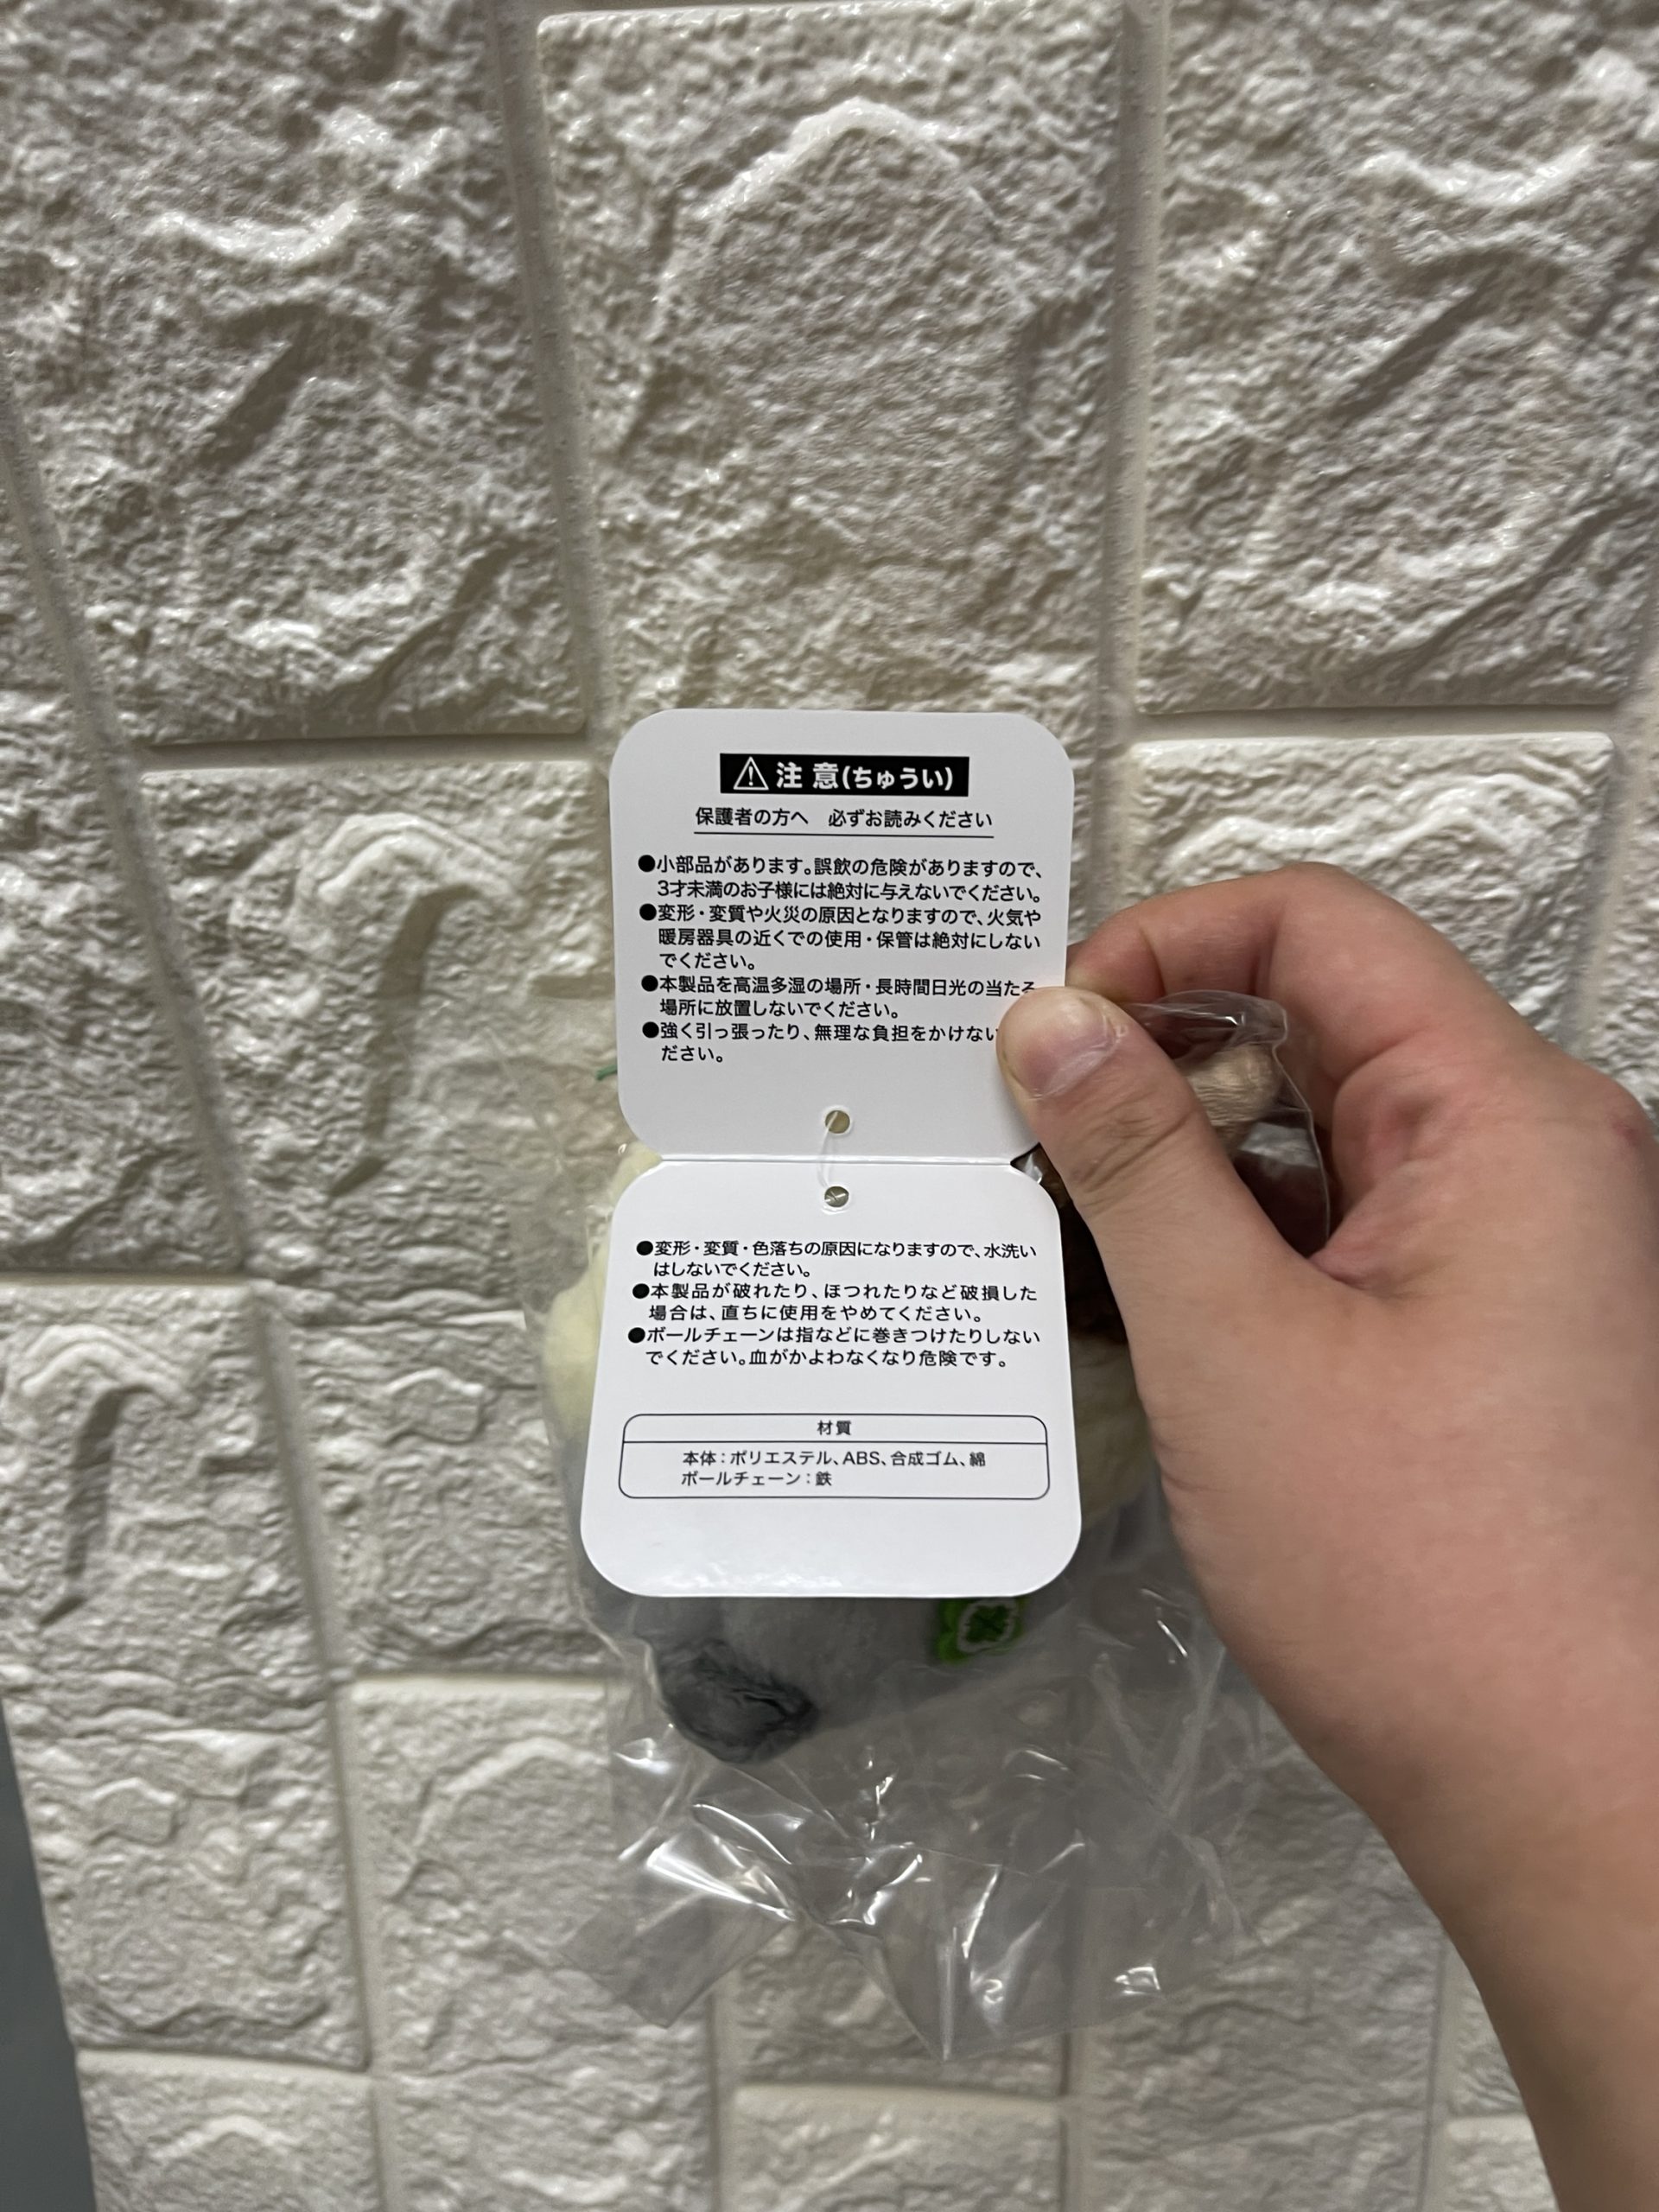 ⚠注 意(ちゅうい)
保護者の方へ 必ずお読みください
●小部品があります。誤飲の危険がありますので、
3才未満のお子様には絶対に与えないでください。
●変形・変質や火災の原因となりますので、火気や
暖房器具の近くでの使用・保管は絶対にしない
でください。
●本製品を高温多湿の場所・長時間日光の当たる
場所に放置しないでください。
●強く引っ張ったり、無理な負担をかけない
ださい。
●変形・変質・色落ちの原因になりますので、水洗い
はしないでください。
●本製品が破れたり、ほつれたりなど破損した
場合は、直ちに使用をやめてください。
●ボールチェーンは指などに巻きつけたりしない
でください。血がかよわなくなり危険です。
材質
本体:ポリエステル、ABS、合成ゴム、綿
ボールチェーン:鉄